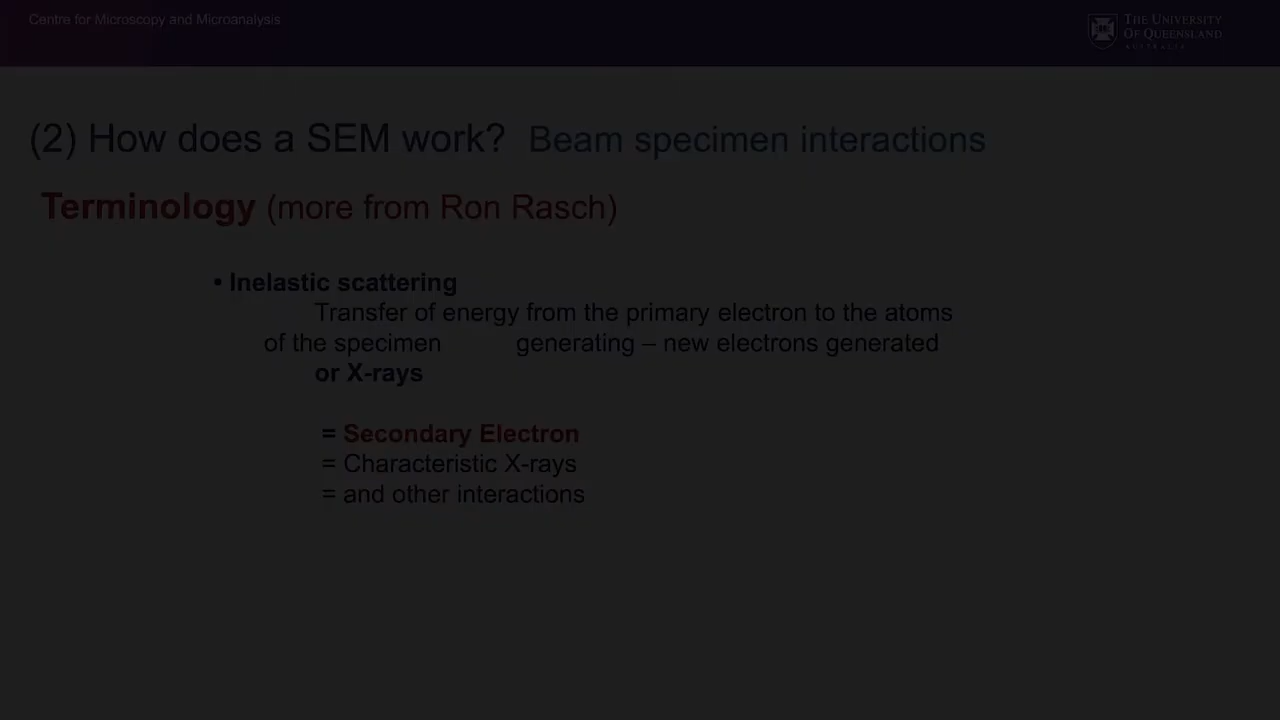 Centre for Microscopy and Microanalysis
THE UNIVERSITY
OF QUEENSLAND
AUSTRALIA
(2) How does a SEM work? Beam specimen interactions
Terminology (more from Ron Rasch)
• Inelastic scattering
Transfer of energy from the primary electron to the atoms
of the specimen generating – new electrons generated
or X-rays
= Secondary Electron
= Characteristic X-rays
= and other interactions